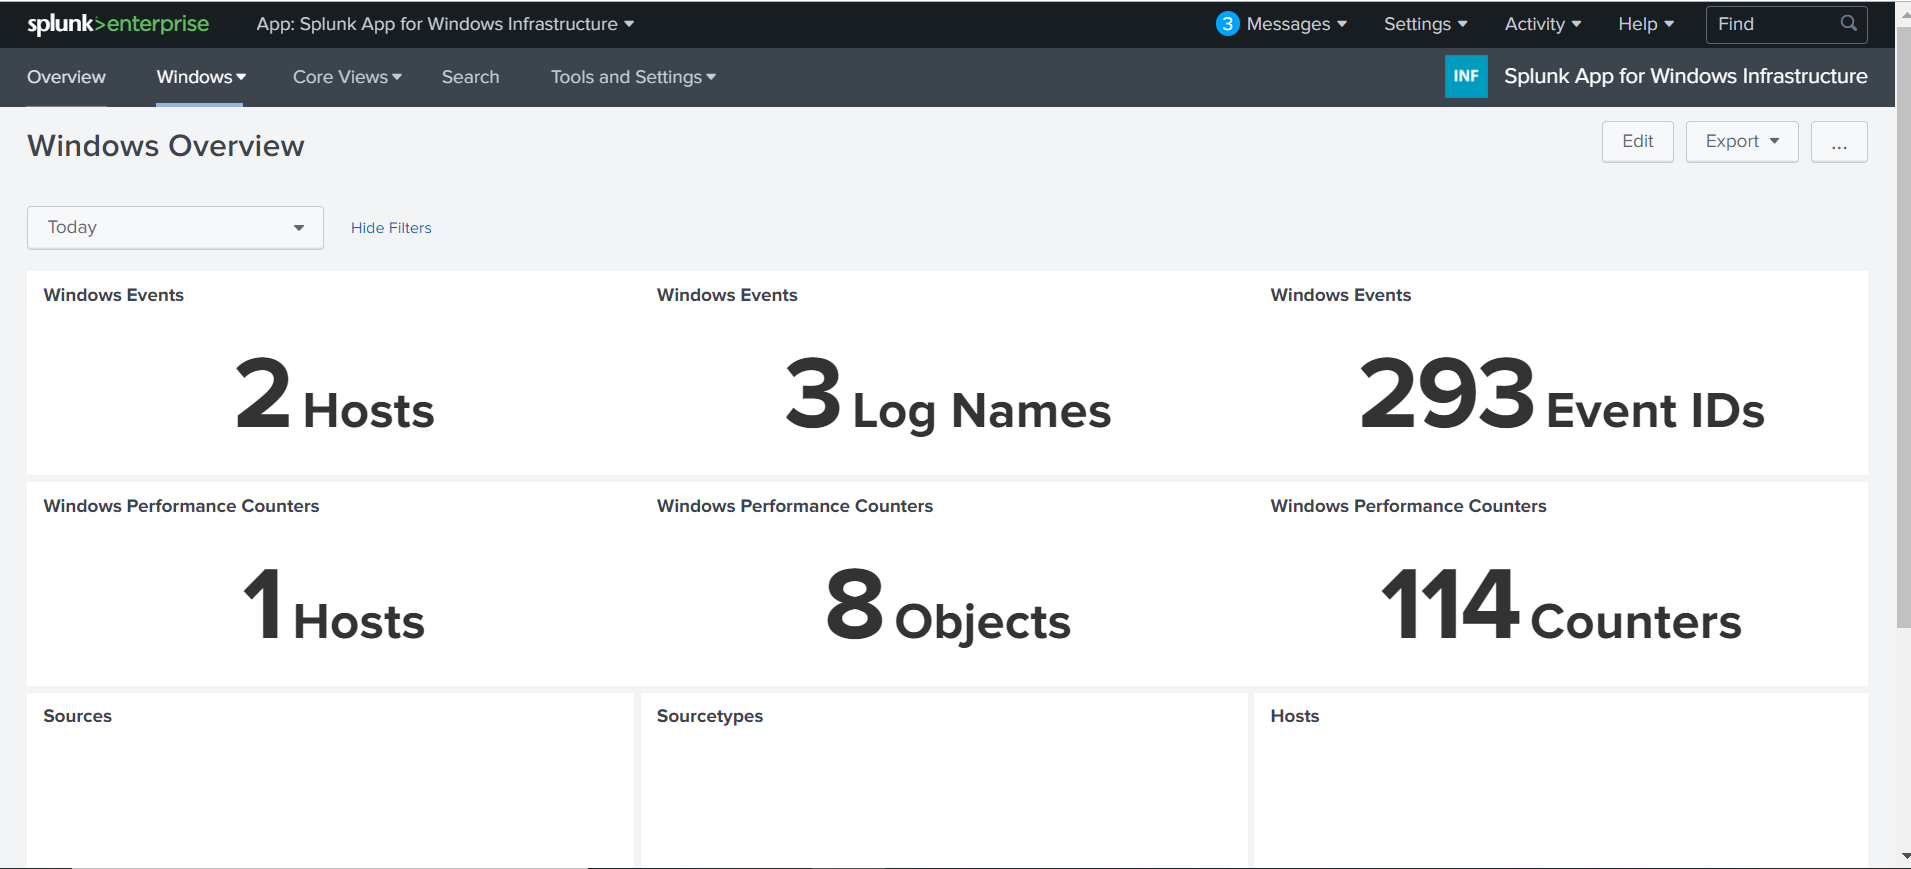 splunk>enterprise App: Splunk App for Windows Infrastructure 3 Messages Settings Activity Help Find
Overview Windows Core Views Search Tools and Settings INF Splunk App for Windows Infrastructure
Windows Overview Edit Export ...
Today Hide Filters
Windows Events Windows Events Windows Events
2 Hosts 3 Log Names 293 Event IDs
Windows Performance Counters Windows Performance Counters Windows Performance Counters
1 Hosts 8 Objects 114 Counters
Sources Sourcetypes Hosts